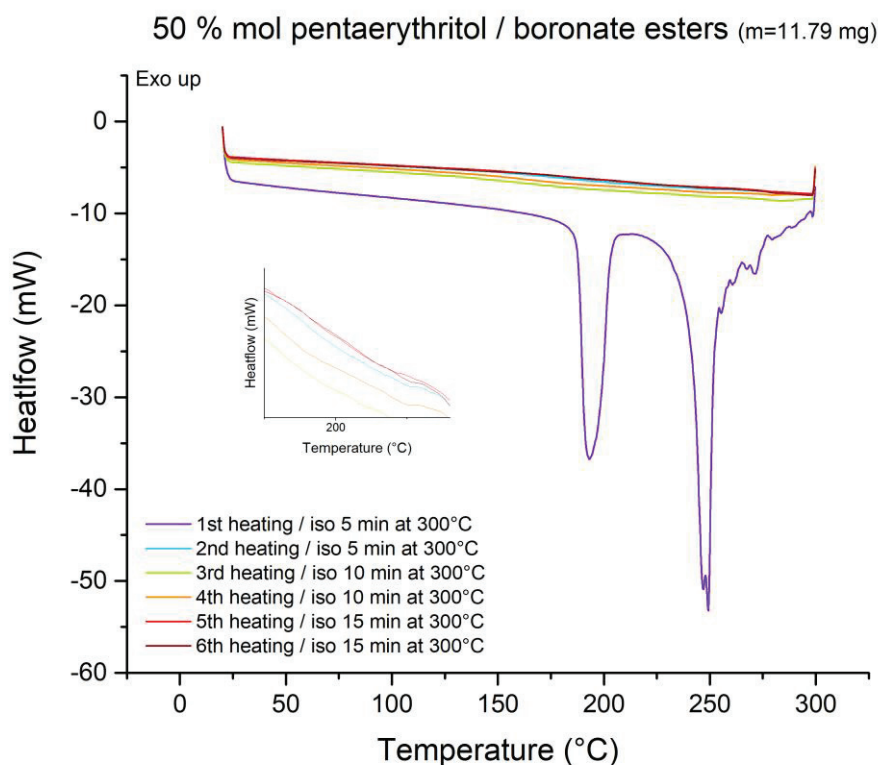 50 % mol pentaerythritol / boronate esters (m=11.79 mg)
Exo up
0
-10
-20
-30
-40
-50
-60
Heatlfow (mW)
Heatflow (mW)
200
Temperature (°C)
1st heating / iso 5 min at 300°C
2nd heating / iso 5 min at 300°C
3rd heating / iso 10 min at 300°C
4th heating / iso 10 min at 300°C
5th heating / iso 15 min at 300°C
6th heating / iso 15 min at 300°C
0 50 100 150 200 250 300
Temperature (°C)